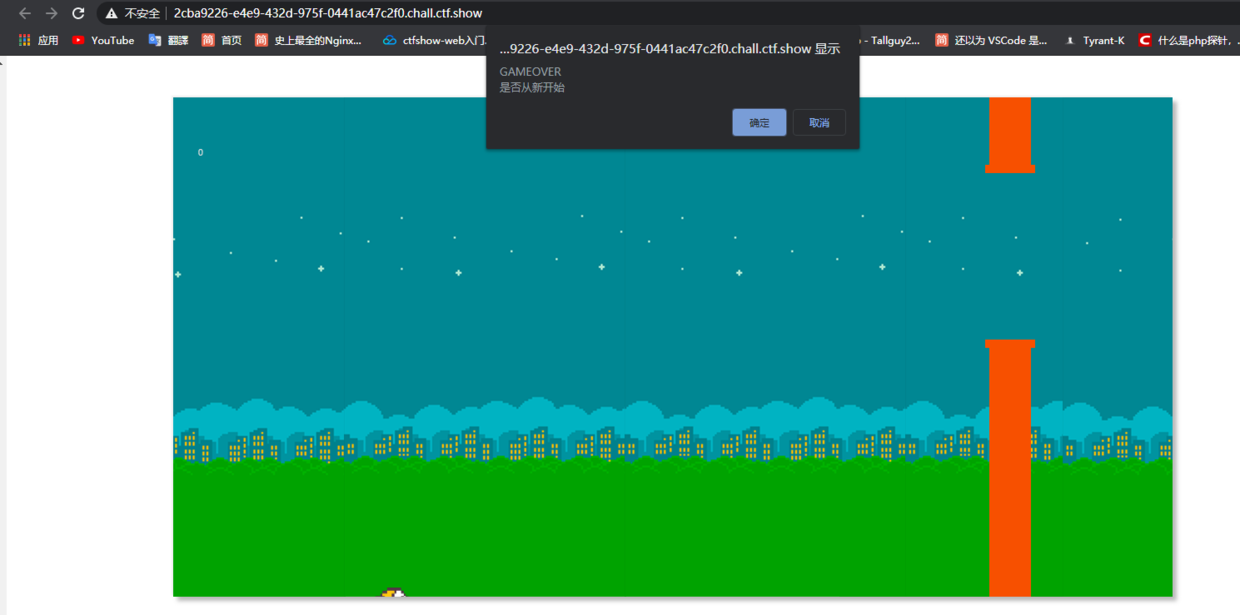 不安全 2cba9226-e4e9-432d-975f-0441ac47c2f0.chall.ctf.show
应用 YouTube 翻譯 首页 史上最全的Nginx... ctfshow-web入门. - Tallguy2... 还以为 VSCode 是... Tyrant-K 什么是php探针，.
...9226-e4e9-432d-975f-0441ac47c2f0.chall.ctf.show 显示
GAMEOVER
是否从新开始
确定 取消
0